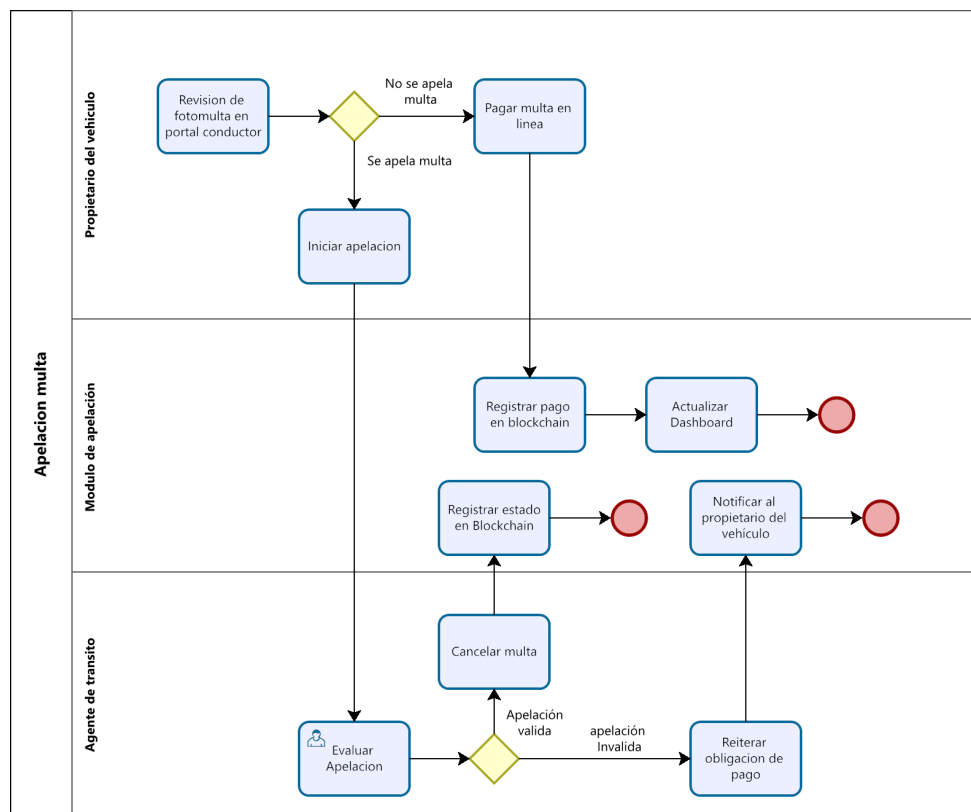 Apelacion multa
Propietario del vehiculo
Revision de
fotomulta en
portal conductor
No se apela
multa
Pagar multa en
linea
Se apela multa
Iniciar apelacion
Modulo de apelación
Registrar pago
en blockchain
Actualizar
Dashboard
Registrar estado
en Blockchain
Notificar al
propietario del
vehículo
Agente de transito
Cancelar multa
Evaluar
Apelacion
Apelación
valida
apelación
Invalida
Reiterar
obligacion de
pago